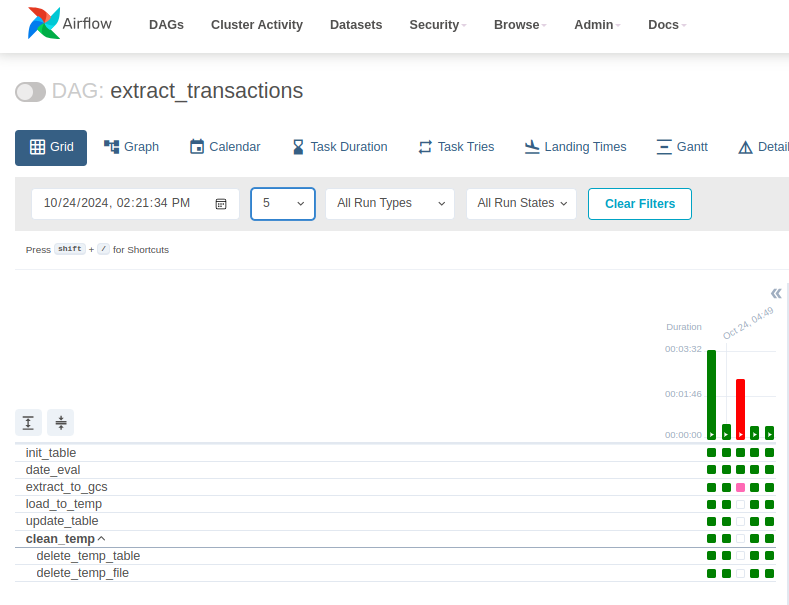 Airflow DAGs Cluster Activity Datasets Security Browse Admin Docs
DAG: extract_transactions
Grid Graph Calendar Task Duration Task Tries Landing Times Gantt Detai
10/24/2024, 02:21:34 PM 5 All Run Types All Run States Clear Filters
Press shift + / for Shortcuts
Oct 24, 04:49
Duration
00:03:32
00:01:46
00:00:00
init_table
date_eval
extract_to_gcs
load_to_temp
update_table
clean_temp
delete_temp_table
delete_temp_file